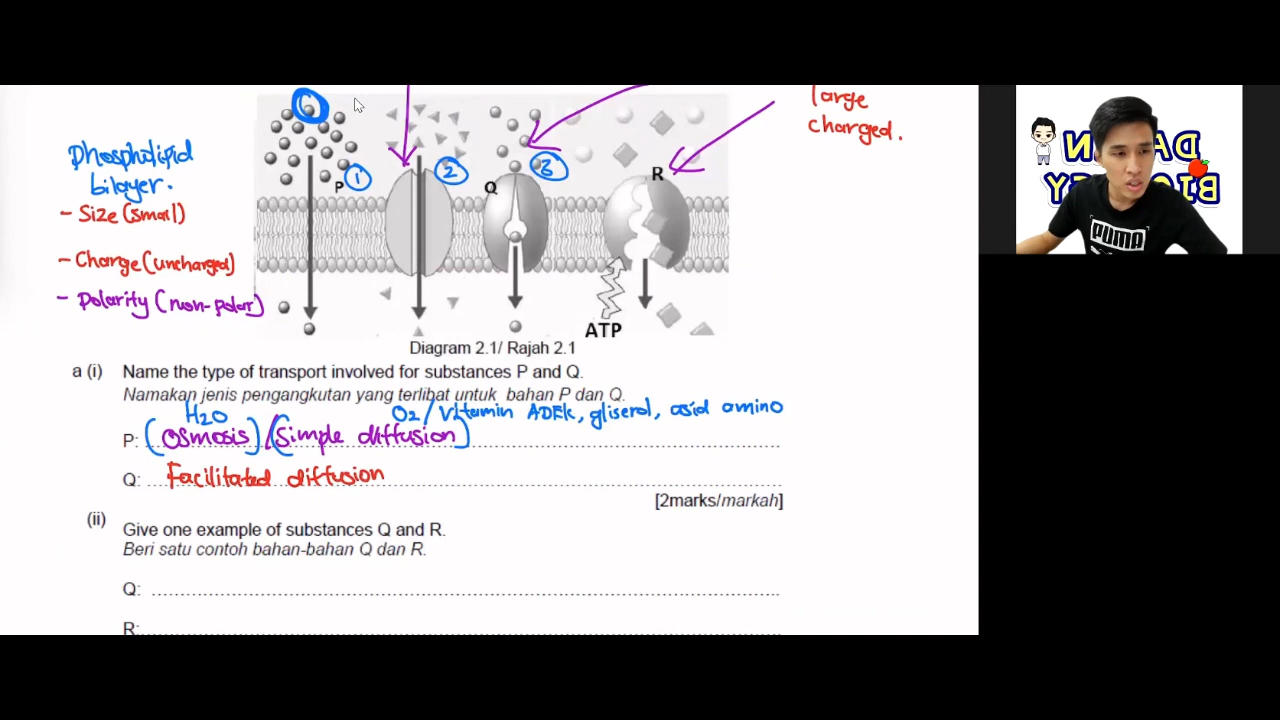 large
charged.
Phospholipid
bilayer.
- Size (small)
- Charge (uncharged)
- Polarity (non-polar)
P
1
2
Q
3
R
ATP
Diagram 2.1/ Rajah 2.1
a (i) Name the type of transport involved for substances P and Q.
Namakan jenis pengangkutan yang terlibat untuk bahan P dan Q.
H2O O2/Vitamin ADEK, gliserol, asid amino
P: (Osmosis) / (Simple diffusion)
Q: Facilitated diffusion
[2marks/markah]
(ii) Give one example of substances Q and R.
Beri satu contoh bahan-bahan Q dan R.
Q:
R:
PUMA